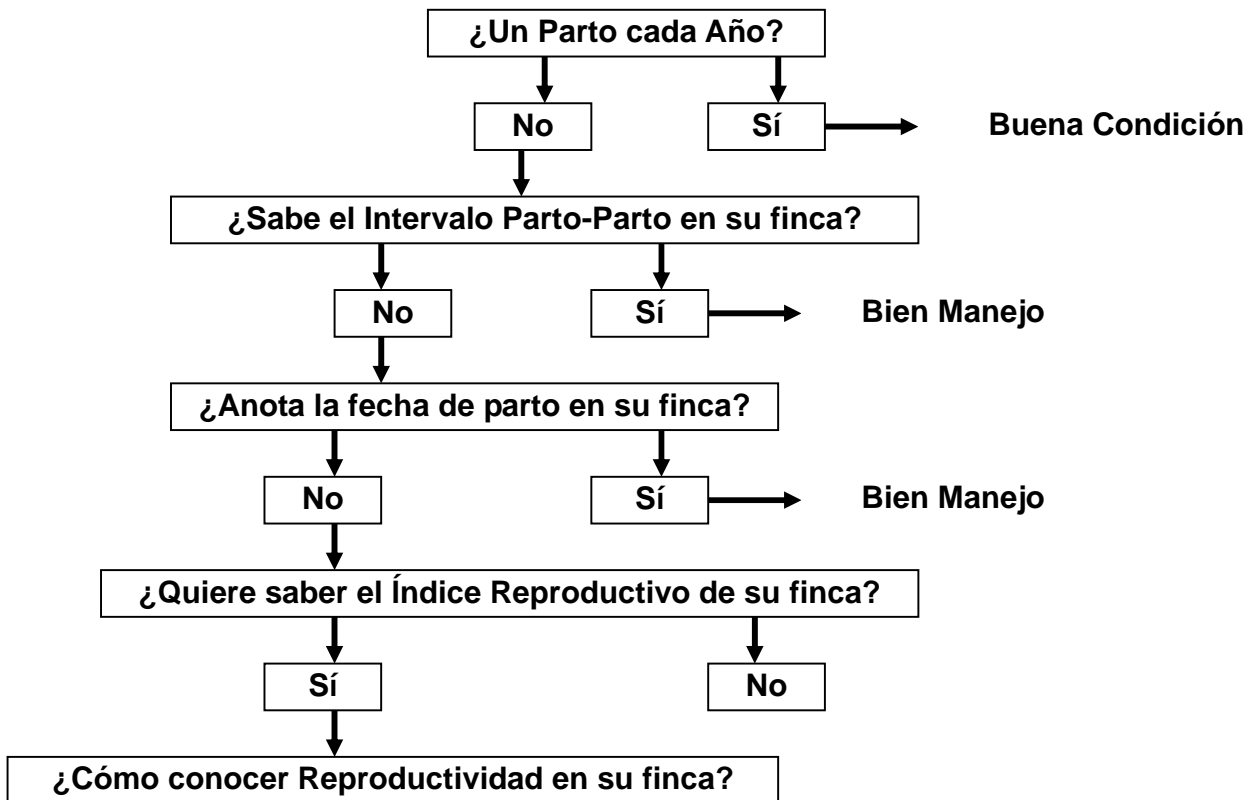 ¿Un Parto cada Año?
No
Sí
Buena Condición
¿Sabe el Intervalo Parto-Parto en su finca?
No
Sí
Bien Manejo
¿Anota la fecha de parto en su finca?
No
Sí
Bien Manejo
¿Quiere saber el Índice Reproductivo de su finca?
Sí
No
¿Cómo conocer Reproductividad en su finca?